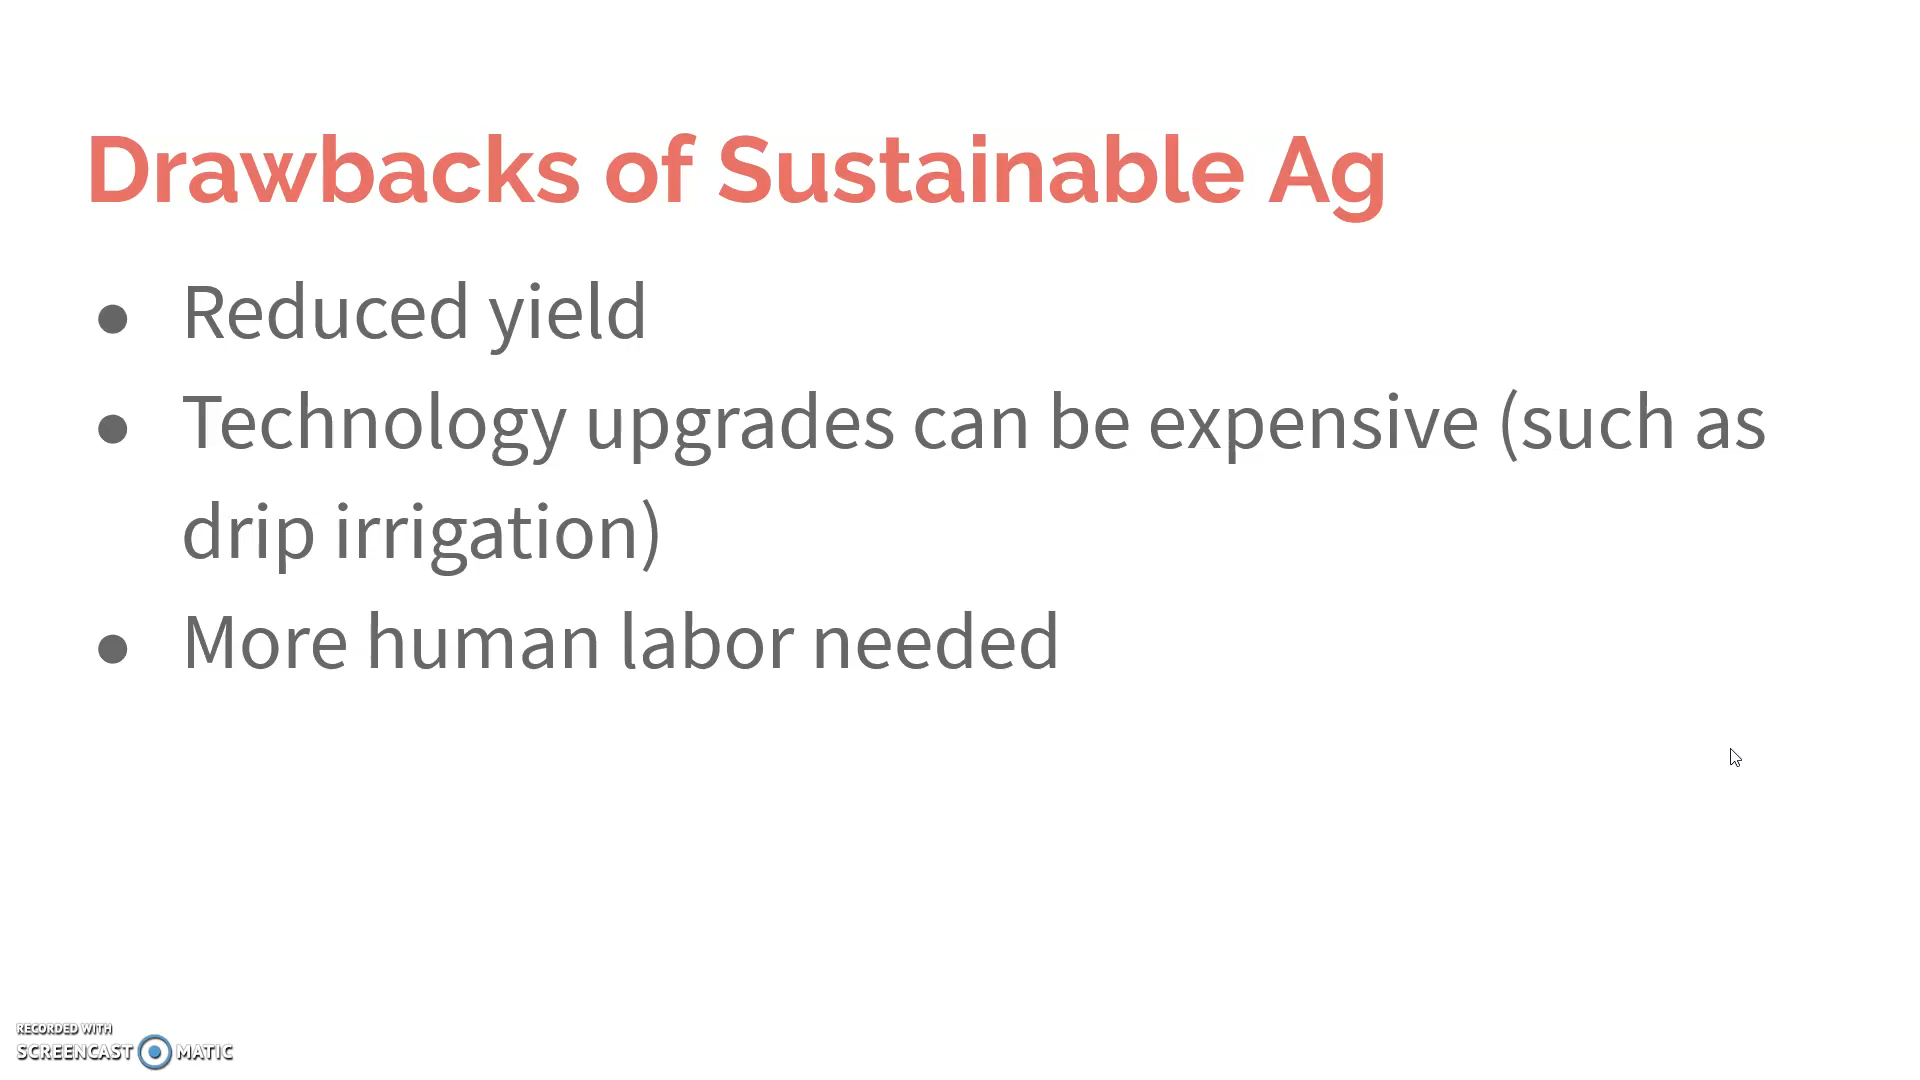 Drawbacks of Sustainable Ag
● Reduced yield
● Technology upgrades can be expensive (such as
drip irrigation)
● More human labor needed
RECORDED WITH
SCREENCAST MATIC